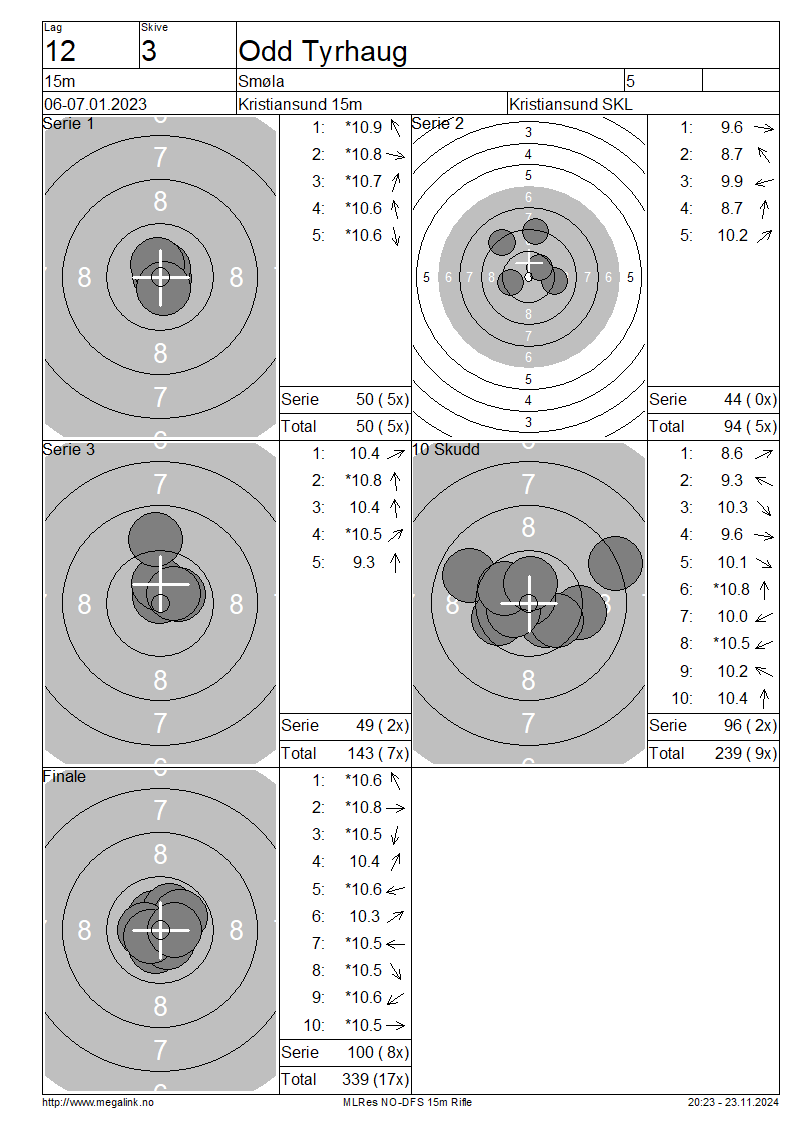 Lag
Skive
12
3
Odd Tyrhaug
15m
Smøla
5
06-07.01.2023
Kristiansund 15m
Kristiansund SKL
Serie 1
7
8
8
8
8
7
1: *10.9
2: *10.8
3: *10.7
4: *10.6
5: *10.6
Serie 50 ( 5x)
Total 50 ( 5x)
Serie 2
3
4
5
6
7
5 6 7 8 7 6 5
8
7
6
5
4
3
1: 9.6
2: 8.7
3: 9.9
4: 8.7
5: 10.2
Serie 44 ( 0x)
Total 94 ( 5x)
Serie 3
7
8
8
8
8
7
1: 10.4
2: *10.8
3: 10.4
4: *10.5
5: 9.3
Serie 49 ( 2x)
Total 143 ( 7x)
10 Skudd
7
8
8
8
8
7
1: 8.6
2: 9.3
3: 10.3
4: 9.6
5: 10.1
6: *10.8
7: 10.0
8: *10.5
9: 10.2
10: 10.4
Serie 96 ( 2x)
Total 239 ( 9x)
Finale
7
8
8
8
8
7
1: *10.6
2: *10.8
3: *10.5
4: 10.4
5: *10.6
6: 10.3
7: *10.5
8: *10.5
9: *10.6
10: *10.5
Serie 100 ( 8x)
Total 339 (17x)
http://www.megalink.no
MLRes NO-DFS 15m Rifle
20:23 - 23.11.2024